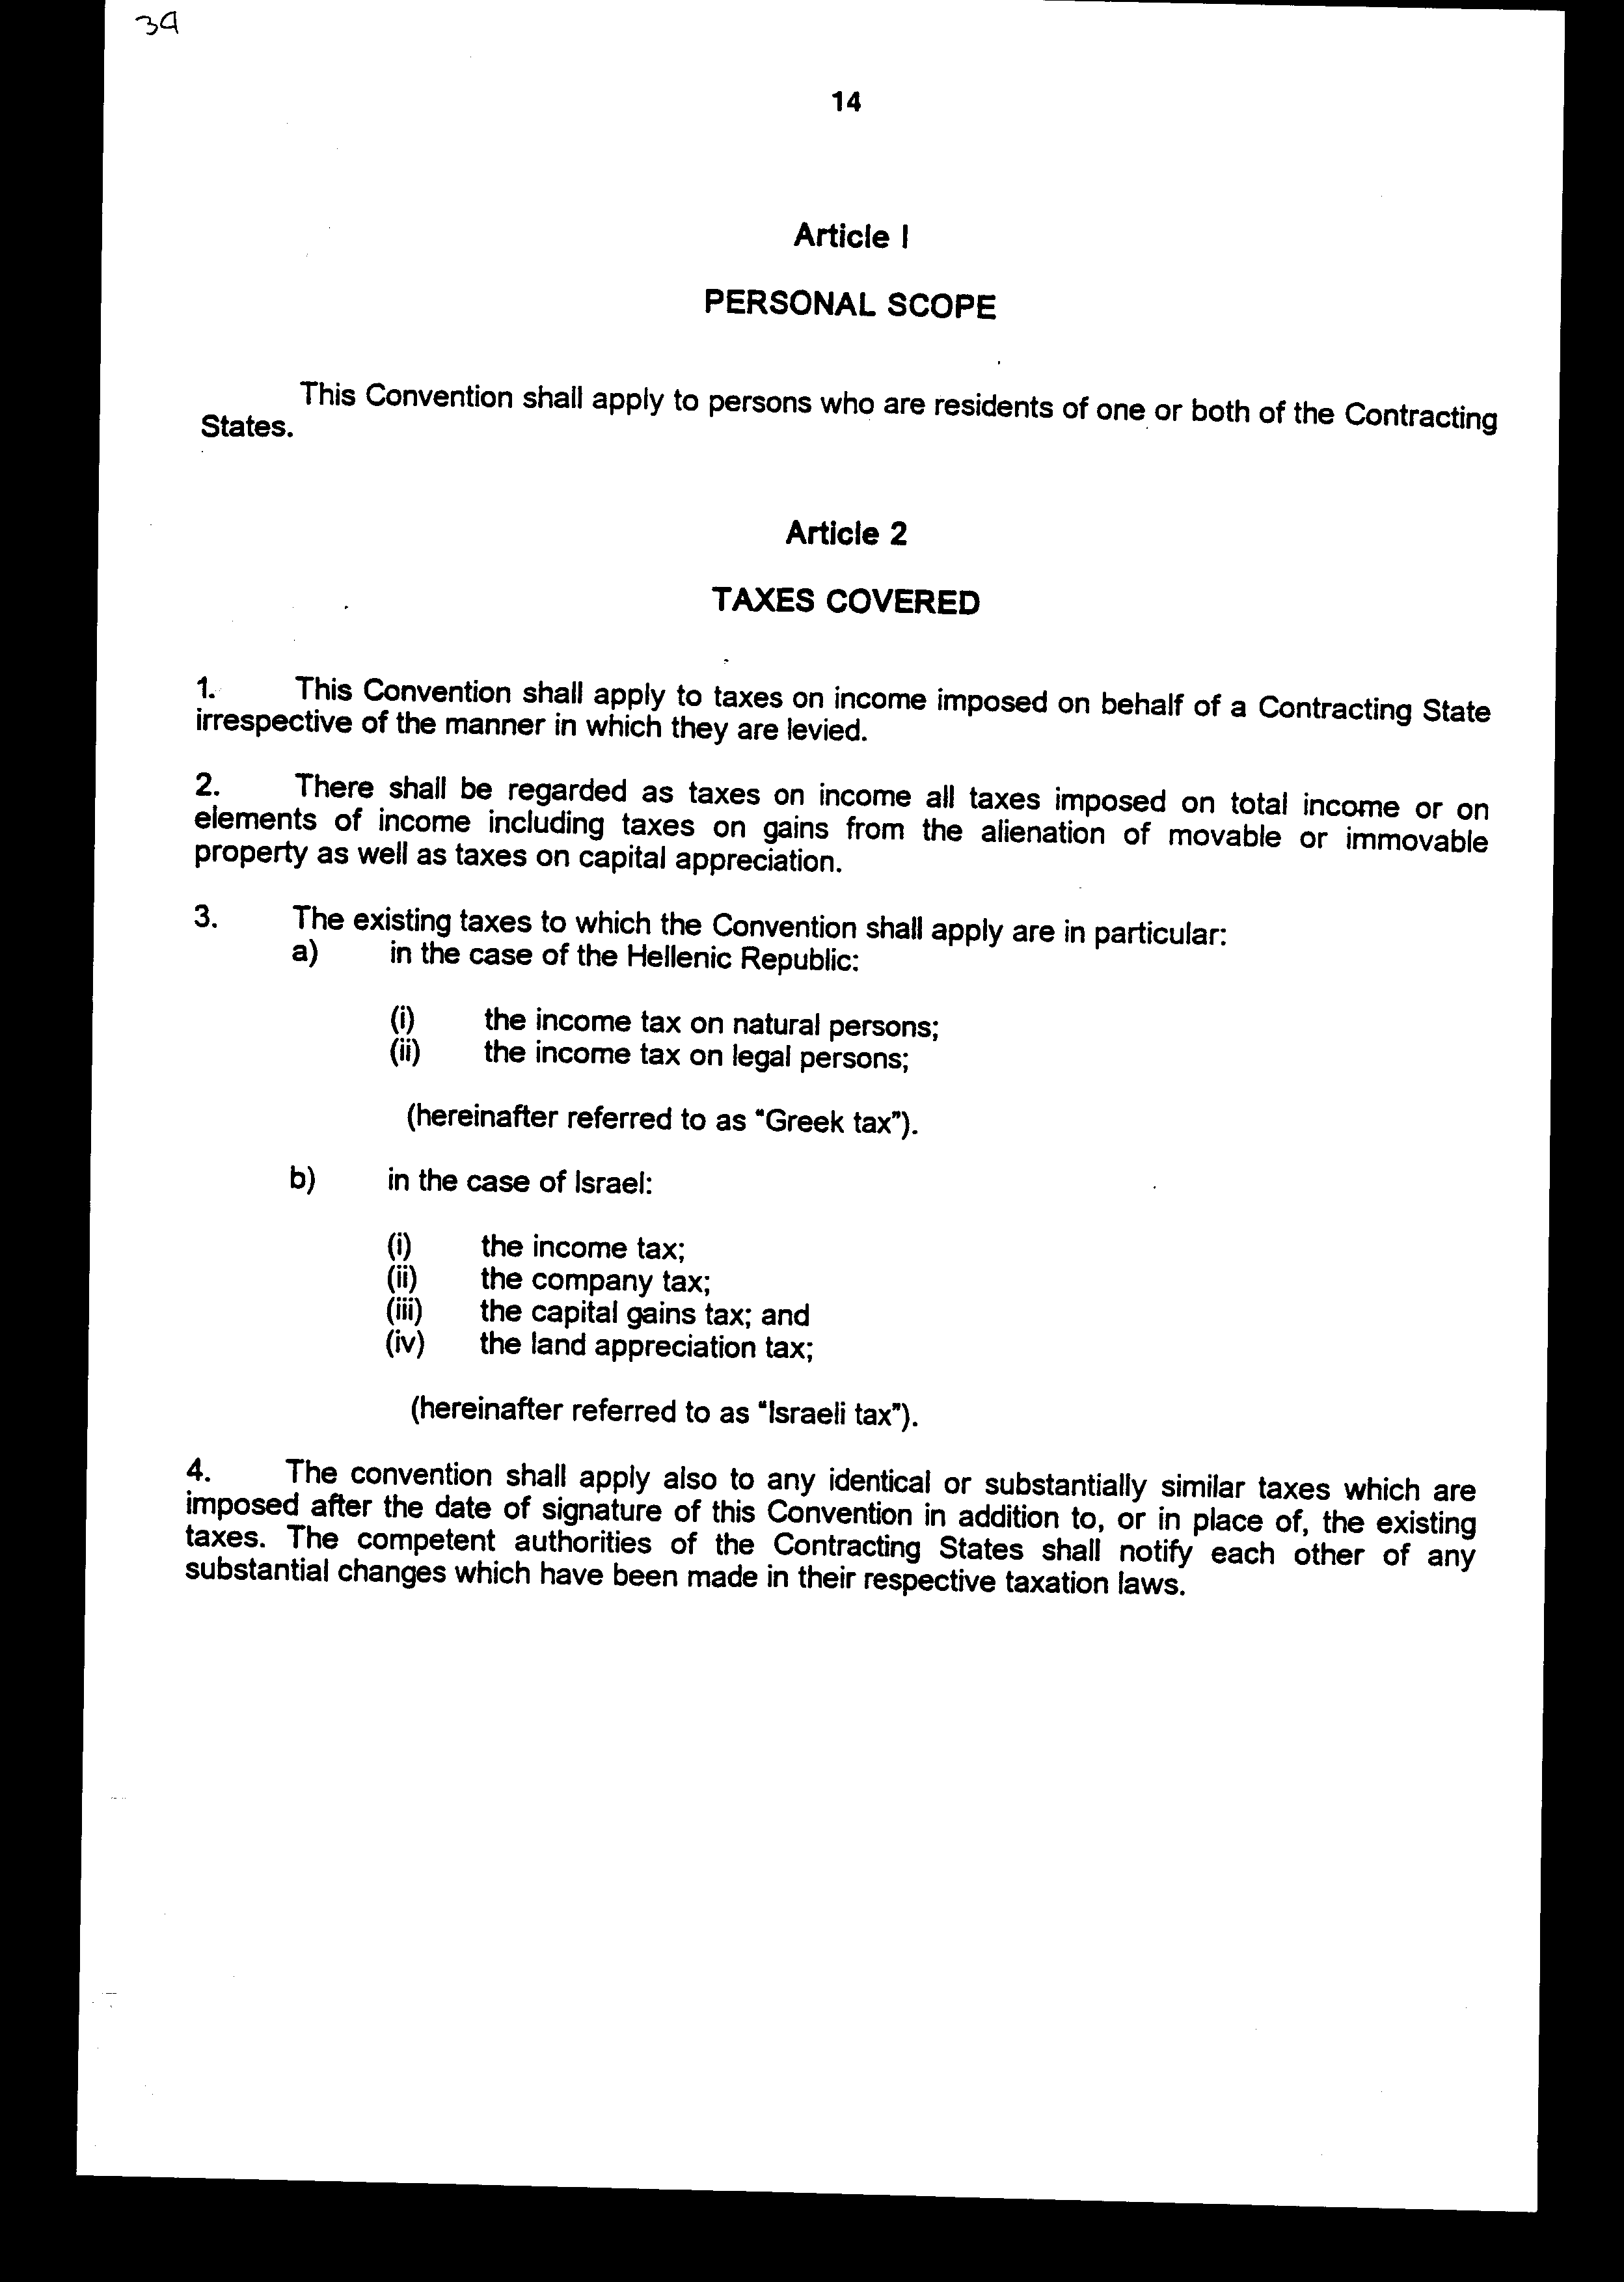 39
14
Article I
PERSONAL SCOPE
This Convention shall apply to persons who are residents of one or both of the Contracting
States.
Article 2
TAXES COVERED
1. This Convention shall apply to taxes on income imposed on behalf of a Contracting State
irrespective of the manner in which they are levied.
2. There shall be regarded as taxes on income all taxes imposed on total income or on
elements of income including taxes on gains from the alienation of movable or immovable
property as well as taxes on capital appreciation.
3. The existing taxes to which the Convention shall apply are in particular:
a) in the case of the Hellenic Republic:
(i) the income tax on natural persons;
(ii) the income tax on legal persons;
(hereinafter referred to as "Greek tax").
b) in the case of Israel:
(i) the income tax;
(ii) the company tax;
(iii) the capital gains tax; and
(iv) the land appreciation tax;
(hereinafter referred to as "Israeli tax").
4. The convention shall apply also to any identical or substantially similar taxes which are
imposed after the date of signature of this Convention in addition to, or in place of, the existing
taxes. The competent authorities of the Contracting States shall notify each other of any
substantial changes which have been made in their respective taxation laws.